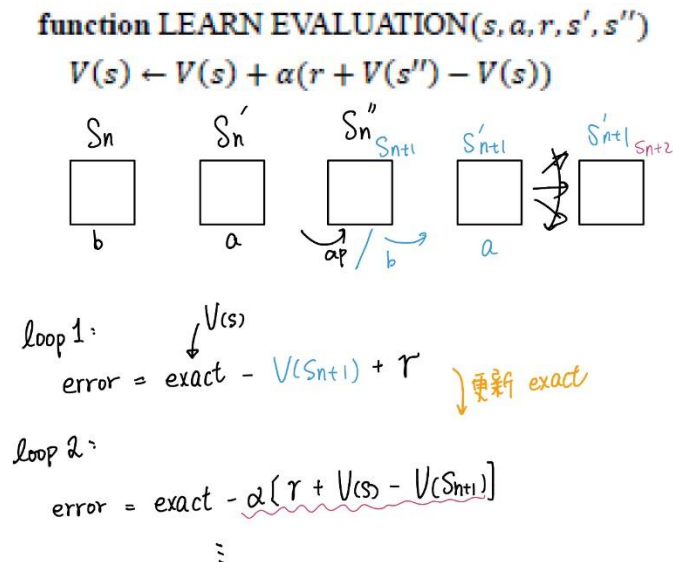 function LEARN EVALUATION(s, a, r, s′, s′′)
V(s) ← V(s) + α(r + V(s′′) − V(s))
Sn Sn′ Sn″ Sn+1 S′n+1 S′n+1 Sn+2
b a ap / b a
loop 1:
V(s)
error = exact - V(Sn+1) + r
更新 exact
loop 2:
error = exact - α[r + V(s) - V(Sn+1)]
⋮